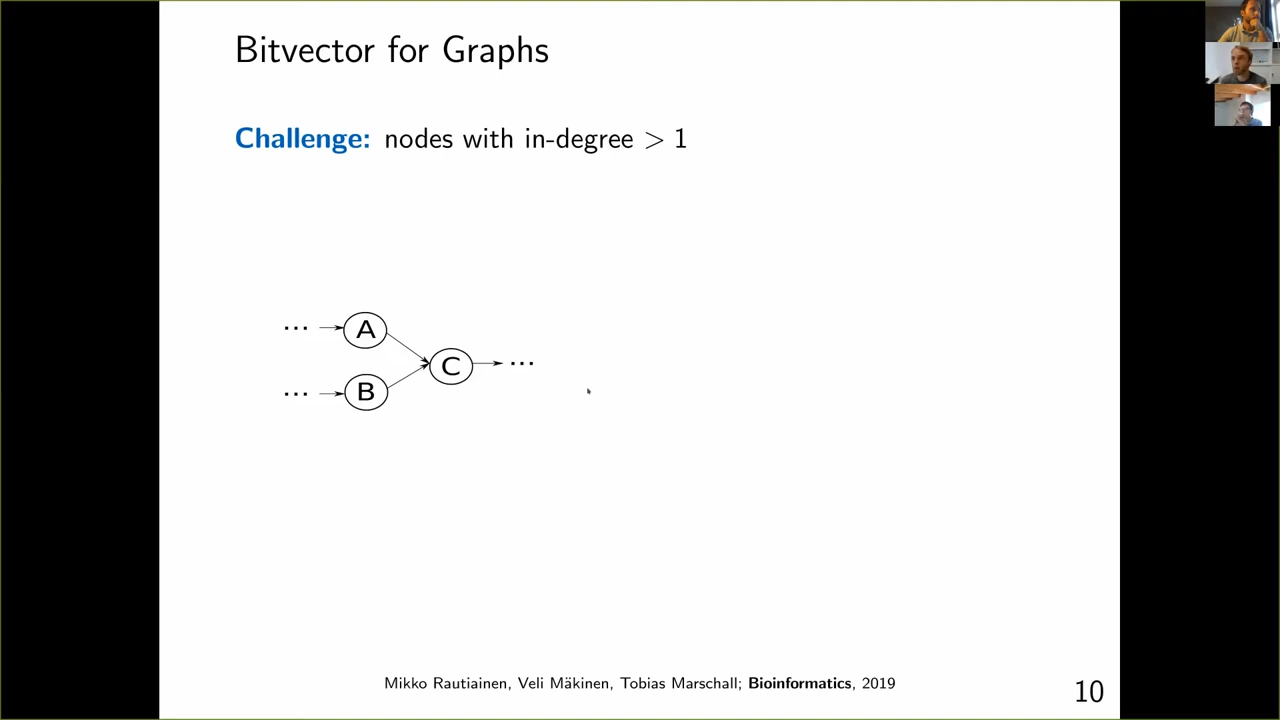 Bitvector for Graphs
Challenge: nodes with in-degree > 1
... A
C ...
... B
Mikko Rautiainen, Veli Mäkinen, Tobias Marschall; Bioinformatics, 2019
10